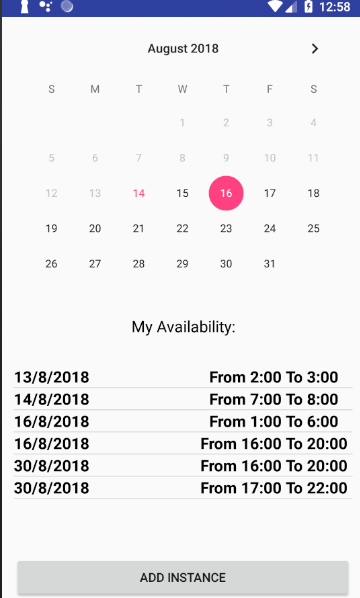 12:58
August 2018
S M T W T F S
1 2 3 4
5 6 7 8 9 10 11
12 13 14 15 16 17 18
19 20 21 22 23 24 25
26 27 28 29 30 31
My Availability:
13/8/2018 From 2:00 To 3:00
14/8/2018 From 7:00 To 8:00
16/8/2018 From 1:00 To 6:00
16/8/2018 From 16:00 To 20:00
30/8/2018 From 16:00 To 20:00
30/8/2018 From 17:00 To 22:00
ADD INSTANCE